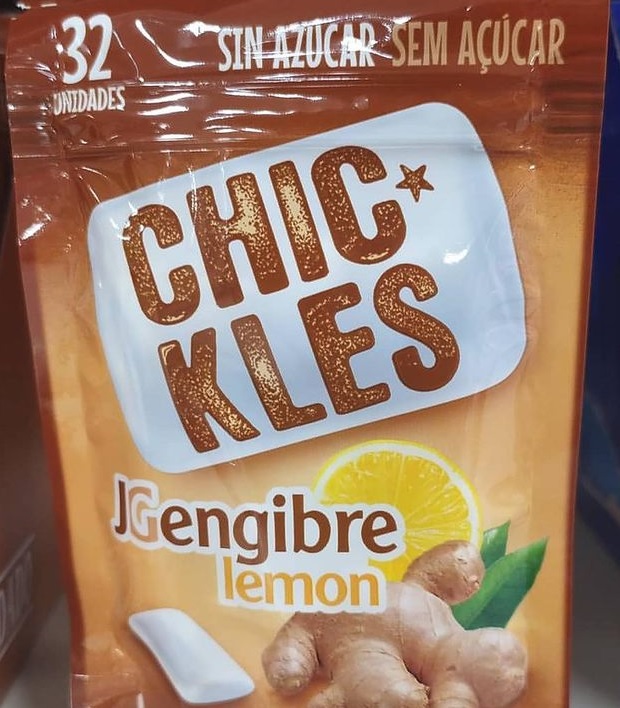 32
UNIDADES
SIN AZÚCAR SEM AÇÚCAR
CHIC
KLES
JGengibre
lemon